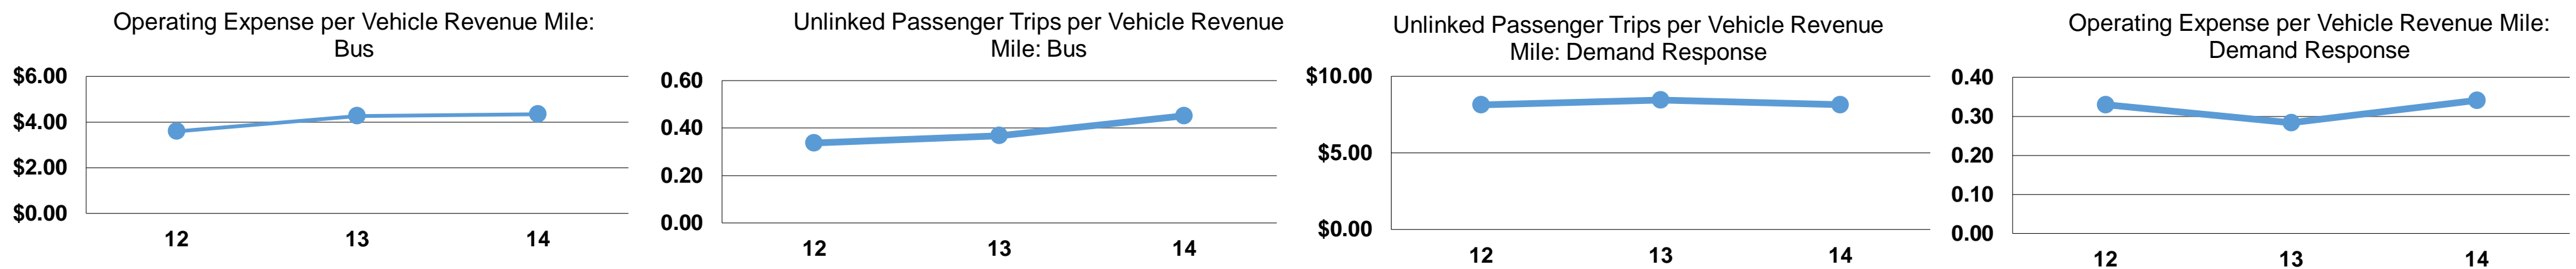 Operating Expense per Vehicle Revenue Mile:
Bus
$6.00
$4.00
$2.00
$0.00
12 13 14
Unlinked Passenger Trips per Vehicle Revenue
Mile: Bus
0.60
0.40
0.20
0.00
12 13 14
Unlinked Passenger Trips per Vehicle Revenue
Mile: Demand Response
$10.00
$5.00
$0.00
12 13 14
Operating Expense per Vehicle Revenue Mile:
Demand Response
0.40
0.30
0.20
0.10
0.00
12 13 14